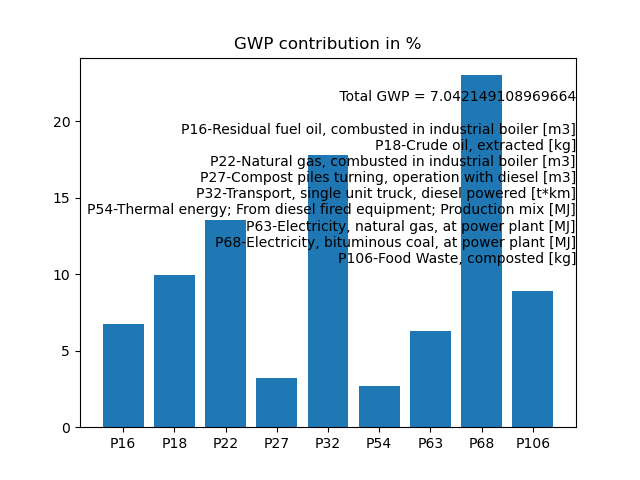 GWP contribution in %
Total GWP = 7.042149108969664
P16-Residual fuel oil, combusted in industrial boiler [m3]
P18-Crude oil, extracted [kg]
P22-Natural gas, combusted in industrial boiler [m3]
P27-Compost piles turning, operation with diesel [m3]
P32-Transport, single unit truck, diesel powered [t*km]
P54-Thermal energy; From diesel fired equipment; Production mix [MJ]
P63-Electricity, natural gas, at power plant [MJ]
P68-Electricity, bituminous coal, at power plant [MJ]
P106-Food Waste, composted [kg]
20
15
10
5
0
P16 P18 P22 P27 P32 P54 P63 P68 P106